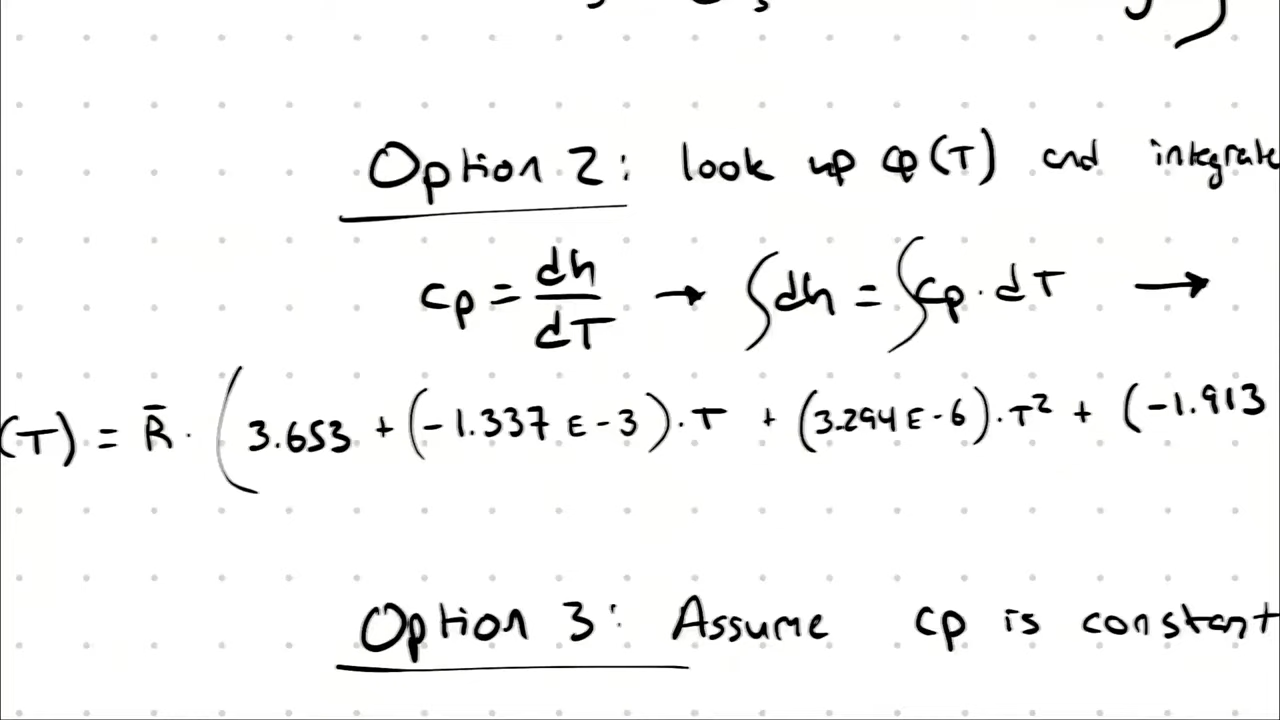 Option 2: look up cp(T) and integrate
cp = dh/dT → ∫dh = ∫cp · dT →
(T) = R̄ · (3.653 + (-1.337 E-3) · T + (3.294 E-6) · T² + (-1.913
Option 3: Assume cp is constant